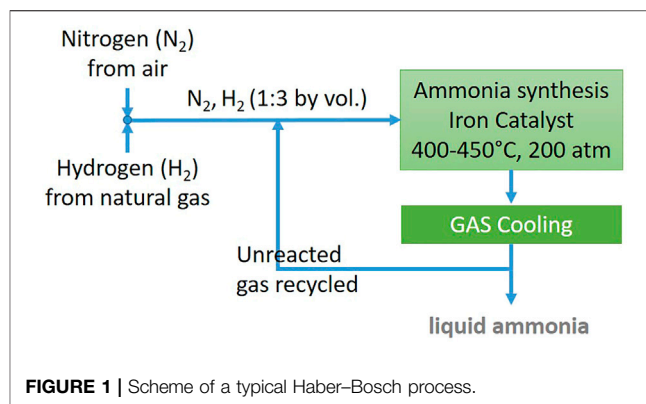 Nitrogen (N₂)
from air
N₂, H₂ (1:3 by vol.)
Hydrogen (H₂)
from natural gas
Ammonia synthesis
Iron Catalyst
400-450°C, 200 atm
GAS Cooling
Unreacted
gas recycled
liquid ammonia
FIGURE 1 | Scheme of a typical Haber–Bosch process.